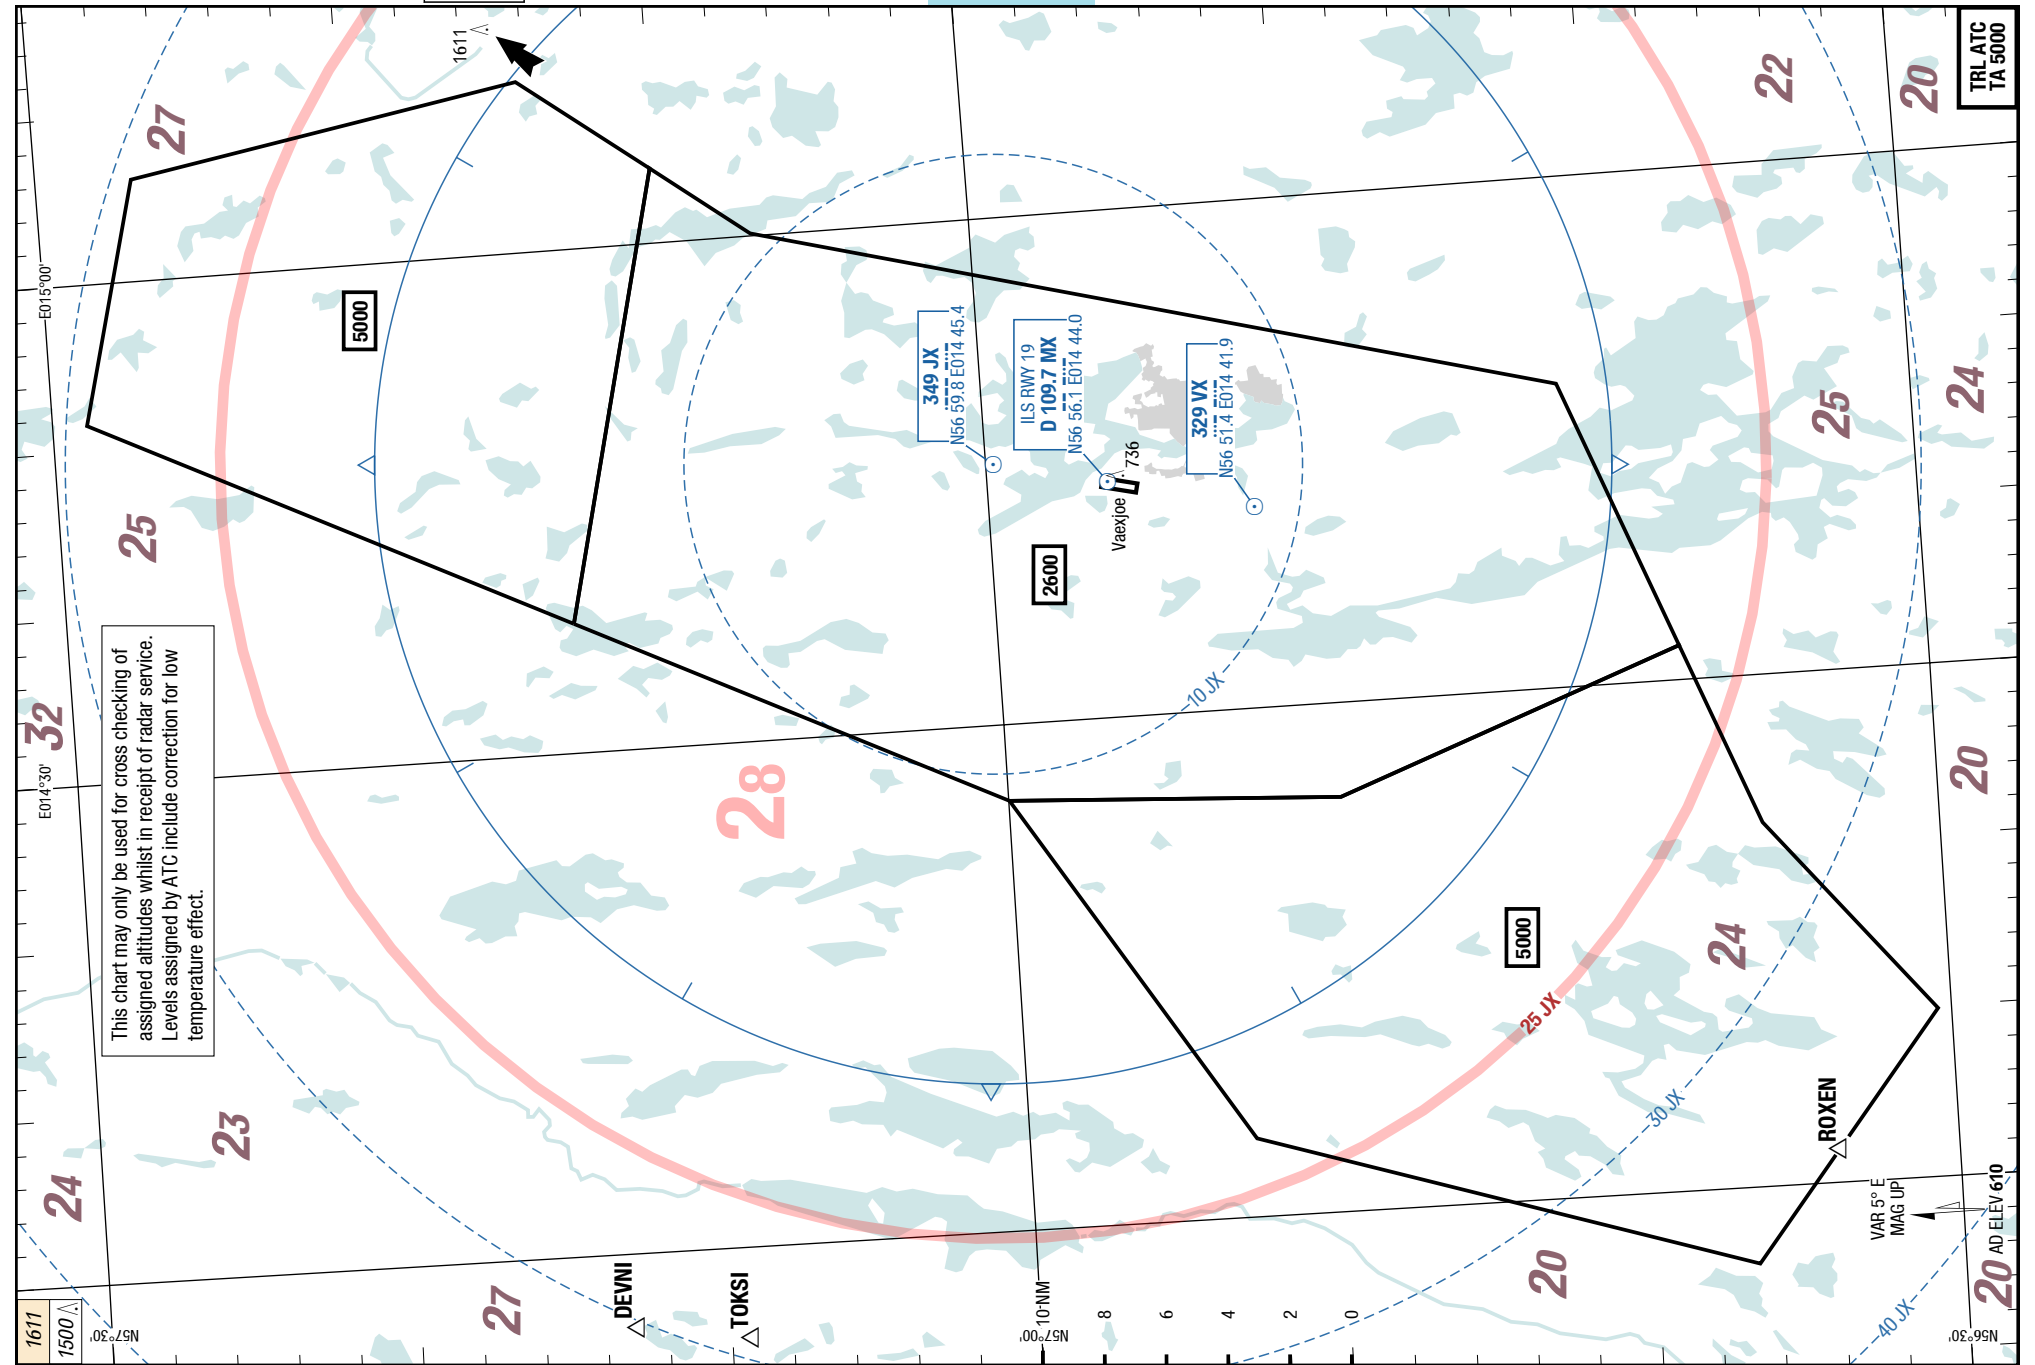 1611
TRL ATC
TA 5000
27
22
20
E015°00'
5000
349 JX
N56 59.8 E014 45.4
ILS RWY 19
D 109.7 MX
N56 56.1 E014 44.0
329 VX
N56 51.4 E014 41.9
24
25
25
736
Vaexjoe
2600
This chart may only be used for cross checking of
assigned altitudes whilst in receipt of radar service.
Levels assigned by ATC include correction for low
temperature effect.
32
E014°30'
10 JX
28
20
24
5000
25 JX
23
24
30 JX
ROXEN
VAR 5° E
MAG UP
AD ELEV 610
20
20
27
DEVNI
TOKSI
40 JX
1611
1500
N57°30'
N57°00'
10 NM
8
6
4
2
0
N56°30'